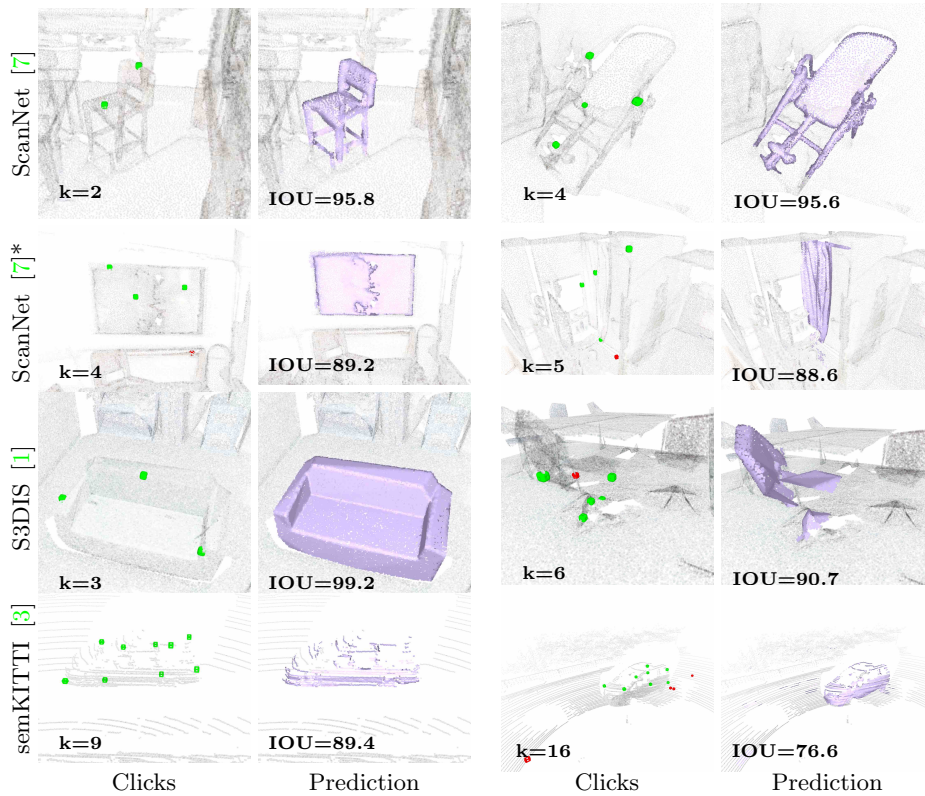 ScanNet [7]
k=2
IOU=95.8
k=4
IOU=95.6
ScanNet [7]*
k=4
IOU=89.2
k=5
IOU=88.6
S3DIS [1]
k=3
IOU=99.2
k=6
IOU=90.7
semKITTI [3]
k=9
IOU=89.4
k=16
IOU=76.6
Clicks
Prediction
Clicks
Prediction